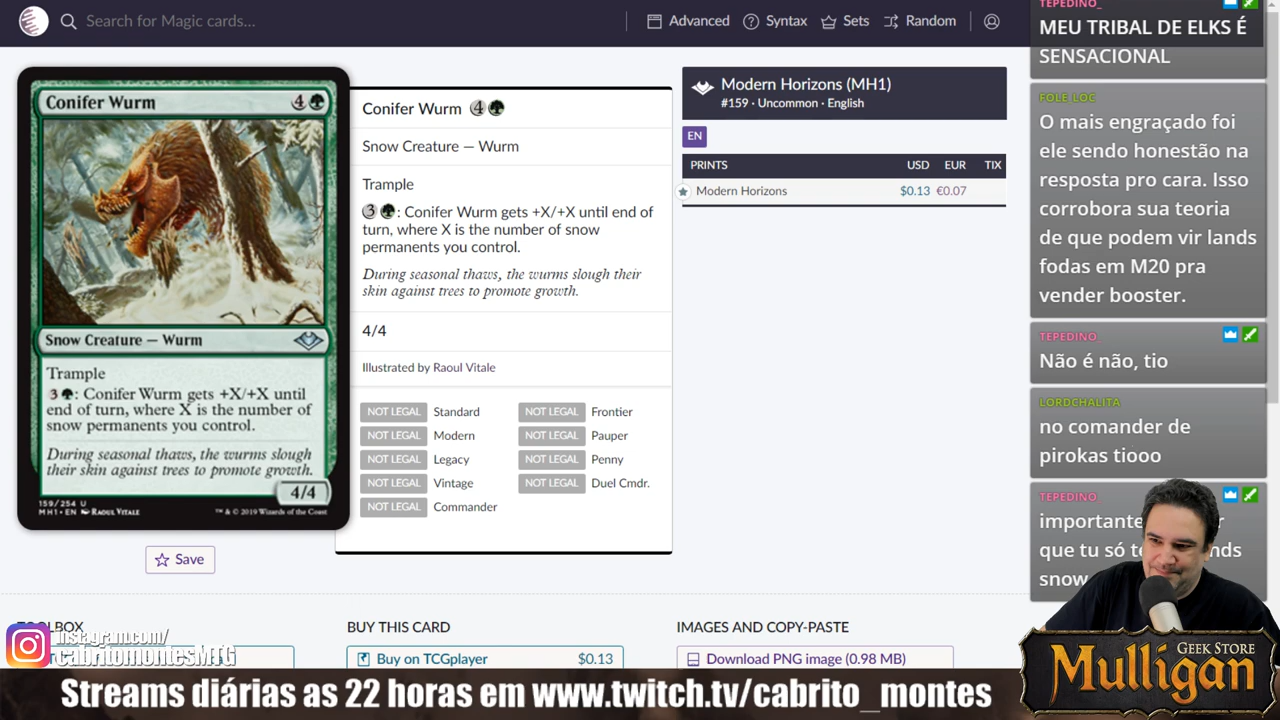 Search for Magic cards…
Advanced
Syntax
Sets
Random
Conifer Wurm 4
Snow Creature — Wurm
Trample
3 : Conifer Wurm gets +X/+X until
end of turn, where X is the number of
snow permanents you control.
During seasonal thaws, the wurms slough
their skin against trees to promote growth.
4/4
159/254 U
MH1 • EN Raoul Vitale
™ & © 2019 Wizards of the Coast
Save
Conifer Wurm 4
Snow Creature — Wurm
Trample
3 : Conifer Wurm gets +X/+X until end of
turn, where X is the number of snow
permanents you control.
During seasonal thaws, the wurms slough their
skin against trees to promote growth.
4/4
Illustrated by Raoul Vitale
NOT LEGAL Standard NOT LEGAL Frontier
NOT LEGAL Modern NOT LEGAL Pauper
NOT LEGAL Legacy NOT LEGAL Penny
NOT LEGAL Vintage NOT LEGAL Duel Cmdr.
NOT LEGAL Commander
Modern Horizons (MH1)
#159 · Uncommon · English
EN
PRINTS USD EUR TIX
Modern Horizons $0.13 €0.07
BUY THIS CARD
Buy on TCGplayer $0.13
IMAGES AND COPY-PASTE
Download PNG image (0.98 MB)
TEPEDINO_
MEU TRIBAL DE ELKS É
SENSACIONAL
FOLE LOC
O mais engraçado foi
ele sendo honestão na
resposta pro cara. Isso
corrobora sua teoria
de que podem vir lands
fodas em M20 pra
vender booster.
TEPEDINO_
Não é não, tio
LORDCHALITA
no comander de
pirokas tiooo
TEPEDINO_
importante
que tu só
snow
instagram.com/
cabritomontesMTG
GEEK STORE
Mulligan
Streams diárias as 22 horas em www.twitch.tv/cabrito_montes